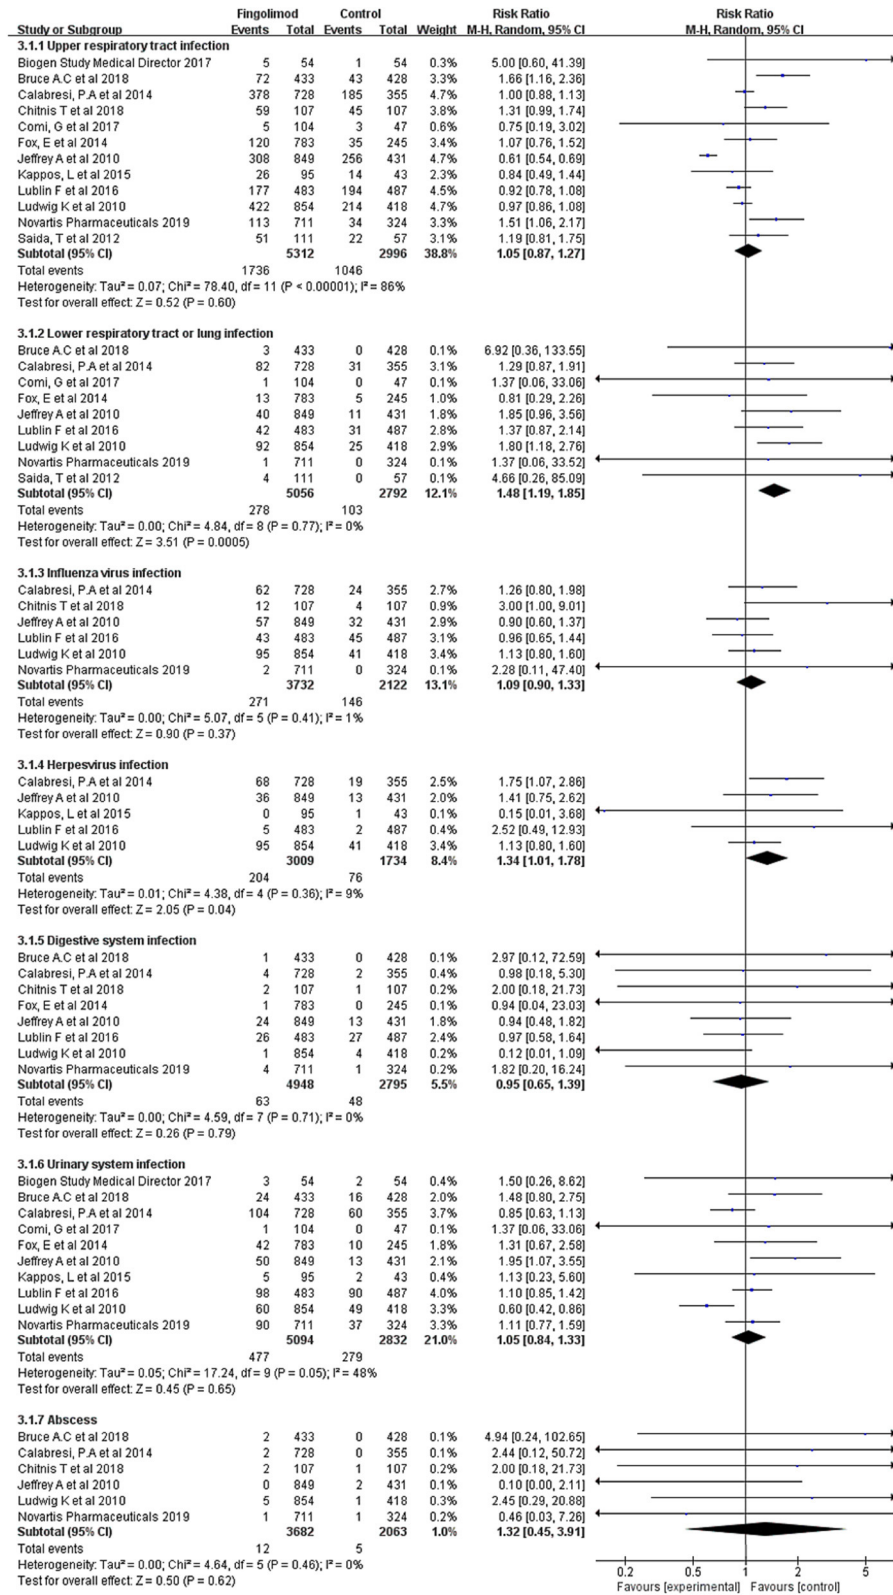 Fingolimod Control Risk Ratio Risk Ratio
Study or Subgroup Events Total Events Total Weight M-H, Random, 95% CI M-H, Random, 95% CI
3.1.1 Upper respiratory tract infection
Biogen Study Medical Director 2017 5 54 1 54 0.3% 5.00 [0.60, 41.39]
Bruce A.C et al 2018 72 433 43 428 3.3% 1.66 [1.16, 2.36]
Calabresi, P.A et al 2014 378 728 185 355 4.7% 1.00 [0.88, 1.13]
Chitnis T et al 2018 59 107 45 107 3.8% 1.31 [0.99, 1.74]
Comi, G et al 2017 5 104 3 47 0.6% 0.75 [0.19, 3.02]
Fox, E et al 2014 120 783 35 245 3.4% 1.07 [0.76, 1.52]
Jeffrey A et al 2010 308 849 256 431 4.7% 0.61 [0.54, 0.69]
Kappos, L et al 2015 26 95 14 43 2.2% 0.84 [0.49, 1.44]
Lublin F et al 2016 177 483 194 487 4.5% 0.92 [0.78, 1.08]
Ludwig K et al 2010 422 854 214 418 4.7% 0.97 [0.86, 1.08]
Novartis Pharmaceuticals 2019 113 711 34 324 3.3% 1.51 [1.06, 2.17]
Saida, T et al 2012 51 111 22 57 3.1% 1.19 [0.81, 1.75]
Subtotal (95% CI) 5312 2996 38.8% 1.05 [0.87, 1.27]
Total events 1736 1046
Heterogeneity: Tau² = 0.07; Chi² = 78.40, df = 11 (P < 0.00001); I² = 86%
Test for overall effect: Z = 0.52 (P = 0.60)
3.1.2 Lower respiratory tract or lung infection
Bruce A.C et al 2018 3 433 0 428 0.1% 6.92 [0.36, 133.55]
Calabresi, P.A et al 2014 82 728 31 355 3.1% 1.29 [0.87, 1.91]
Comi, G et al 2017 1 104 0 47 0.1% 1.37 [0.06, 33.06]
Fox, E et al 2014 13 783 5 245 1.0% 0.81 [0.29, 2.26]
Jeffrey A et al 2010 40 849 11 431 1.8% 1.85 [0.96, 3.56]
Lublin F et al 2016 42 483 31 487 2.8% 1.37 [0.87, 2.14]
Ludwig K et al 2010 92 854 25 418 2.9% 1.80 [1.18, 2.76]
Novartis Pharmaceuticals 2019 1 711 0 324 0.1% 1.37 [0.06, 33.52]
Saida, T et al 2012 4 111 0 57 0.1% 4.66 [0.26, 85.09]
Subtotal (95% CI) 5056 2792 12.1% 1.48 [1.19, 1.85]
Total events 278 103
Heterogeneity: Tau² = 0.00; Chi² = 4.84, df = 8 (P = 0.77); I² = 0%
Test for overall effect: Z = 3.51 (P = 0.0005)
3.1.3 Influenza virus infection
Calabresi, P.A et al 2014 62 728 24 355 2.7% 1.26 [0.80, 1.98]
Chitnis T et al 2018 12 107 4 107 0.9% 3.00 [1.00, 9.01]
Jeffrey A et al 2010 57 849 32 431 2.9% 0.90 [0.60, 1.37]
Lublin F et al 2016 43 483 45 487 3.1% 0.96 [0.65, 1.44]
Ludwig K et al 2010 95 854 41 418 3.4% 1.13 [0.80, 1.60]
Novartis Pharmaceuticals 2019 2 711 0 324 0.1% 2.28 [0.11, 47.40]
Subtotal (95% CI) 3732 2122 13.1% 1.09 [0.90, 1.33]
Total events 271 146
Heterogeneity: Tau² = 0.00; Chi² = 5.07, df = 5 (P = 0.41); I² = 1%
Test for overall effect: Z = 0.90 (P = 0.37)
3.1.4 Herpesvirus infection
Calabresi, P.A et al 2014 68 728 19 355 2.5% 1.75 [1.07, 2.86]
Jeffrey A et al 2010 36 849 13 431 2.0% 1.41 [0.75, 2.62]
Kappos, L et al 2015 0 95 1 43 0.1% 0.15 [0.01, 3.68]
Lublin F et al 2016 5 483 2 487 0.4% 2.52 [0.49, 12.93]
Ludwig K et al 2010 95 854 41 418 3.4% 1.13 [0.80, 1.60]
Subtotal (95% CI) 3009 1734 8.4% 1.34 [1.01, 1.78]
Total events 204 76
Heterogeneity: Tau² = 0.01; Chi² = 4.38, df = 4 (P = 0.36); I² = 9%
Test for overall effect: Z = 2.05 (P = 0.04)
3.1.5 Digestive system infection
Bruce A.C et al 2018 1 433 0 428 0.1% 2.97 [0.12, 72.59]
Calabresi, P.A et al 2014 4 728 2 355 0.4% 0.98 [0.18, 5.30]
Chitnis T et al 2018 2 107 1 107 0.2% 2.00 [0.18, 21.73]
Fox, E et al 2014 1 783 0 245 0.1% 0.94 [0.04, 23.03]
Jeffrey A et al 2010 24 849 13 431 1.8% 0.94 [0.48, 1.82]
Lublin F et al 2016 26 483 27 487 2.4% 0.97 [0.58, 1.64]
Ludwig K et al 2010 1 854 4 418 0.2% 0.12 [0.01, 1.09]
Novartis Pharmaceuticals 2019 4 711 1 324 0.2% 1.82 [0.20, 16.24]
Subtotal (95% CI) 4948 2795 5.5% 0.95 [0.65, 1.39]
Total events 63 48
Heterogeneity: Tau² = 0.00; Chi² = 4.59, df = 7 (P = 0.71); I² = 0%
Test for overall effect: Z = 0.26 (P = 0.79)
3.1.6 Urinary system infection
Biogen Study Medical Director 2017 3 54 2 54 0.4% 1.50 [0.26, 8.62]
Bruce A.C et al 2018 24 433 16 428 2.0% 1.48 [0.80, 2.75]
Calabresi, P.A et al 2014 104 728 60 355 3.7% 0.85 [0.63, 1.13]
Comi, G et al 2017 1 104 0 47 0.1% 1.37 [0.06, 33.06]
Fox, E et al 2014 42 783 10 245 1.8% 1.31 [0.67, 2.58]
Jeffrey A et al 2010 50 849 13 431 2.1% 1.95 [1.07, 3.55]
Kappos, L et al 2015 5 95 2 43 0.4% 1.13 [0.23, 5.60]
Lublin F et al 2016 98 483 90 487 4.0% 1.10 [0.85, 1.42]
Ludwig K et al 2010 60 854 49 418 3.3% 0.60 [0.42, 0.86]
Novartis Pharmaceuticals 2019 90 711 37 324 3.3% 1.11 [0.77, 1.59]
Subtotal (95% CI) 5094 2832 21.0% 1.05 [0.84, 1.33]
Total events 477 279
Heterogeneity: Tau² = 0.05; Chi² = 17.24, df = 9 (P = 0.05); I² = 48%
Test for overall effect: Z = 0.45 (P = 0.65)
3.1.7 Abscess
Bruce A.C et al 2018 2 433 0 428 0.1% 4.94 [0.24, 102.65]
Calabresi, P.A et al 2014 2 728 0 355 0.1% 2.44 [0.12, 50.72]
Chitnis T et al 2018 2 107 1 107 0.2% 2.00 [0.18, 21.73]
Jeffrey A et al 2010 0 849 2 431 0.1% 0.10 [0.00, 2.11]
Ludwig K et al 2010 5 854 1 418 0.2% 2.45 [0.29, 20.88]
Novartis Pharmaceuticals 2019 1 711 1 324 0.2% 0.46 [0.03, 7.26]
Subtotal (95% CI) 3682 2063 1.0% 1.32 [0.45, 3.91]
Total events 12 5
Heterogeneity: Tau² = 0.00; Chi² = 4.64, df = 5 (P = 0.46); I² = 0%
Test for overall effect: Z = 0.50 (P = 0.62)
0.2 0.5 1 2 5
Favours [experimental] Favours [control]